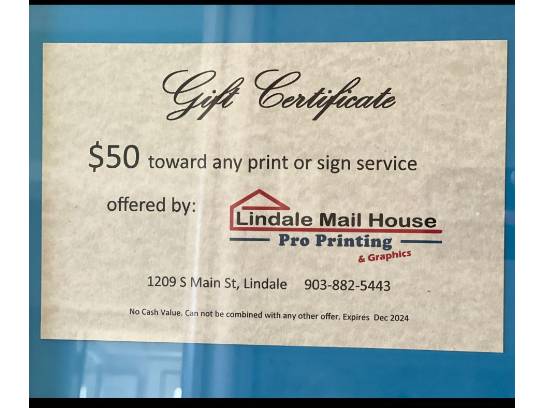 Gift Certificate
$50 toward any print or sign service
offered by:
Lindale Mail House
Pro Printing
& Graphics
1209 S Main St, Lindale 903-882-5443
No Cash Value. Can not be combined with any other offer. Expires Dec 2024